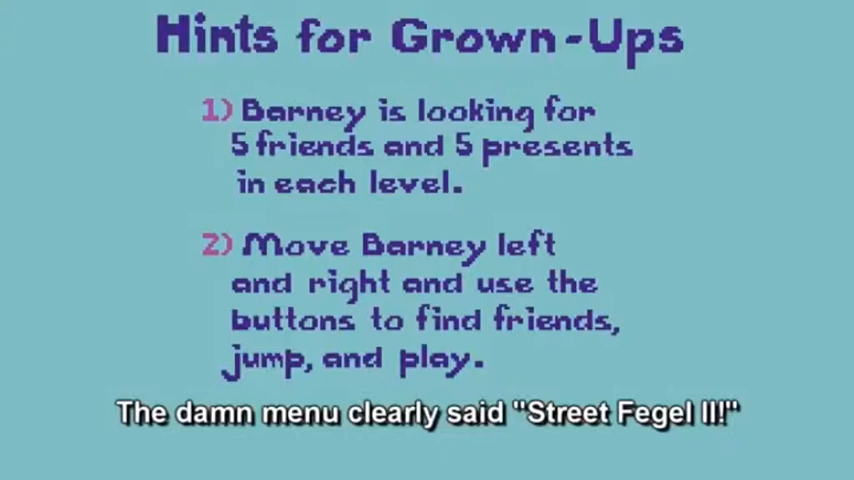 Hints for Grown-Ups
1) Barney is looking for
5 friends and 5 presents
in each level.
2) Move Barney left
and right and use the
buttons to find friends,
jump, and play.
The damn menu clearly said "Street Fegel II!"